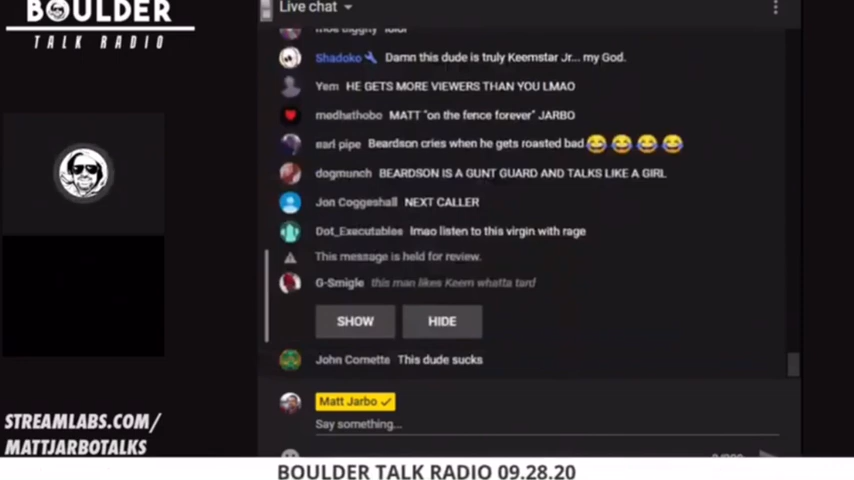 BOULDER
TALK RADIO
Live chat
moe diggity lolol
Shadoko Damn this dude is truly Keemstar Jr... my God.
Yem HE GETS MORE VIEWERS THAN YOU LMAO
medhathobo MATT "on the fence forever" JARBO
earl pipe Beardson cries when he gets roasted bad😂😂😂😂
dogmunch BEARDSON IS A GUNT GUARD AND TALKS LIKE A GIRL
Jon Coggeshall NEXT CALLER
Dot_Executables lmao listen to this virgin with rage
This message is held for review.
G-Smigle this man likes Keem whatta tard
SHOW HIDE
John Cornette This dude sucks
Matt Jarbo
Say something...
STREAMLABS.COM/
MATTJARBOTALKS
BOULDER TALK RADIO 09.28.20